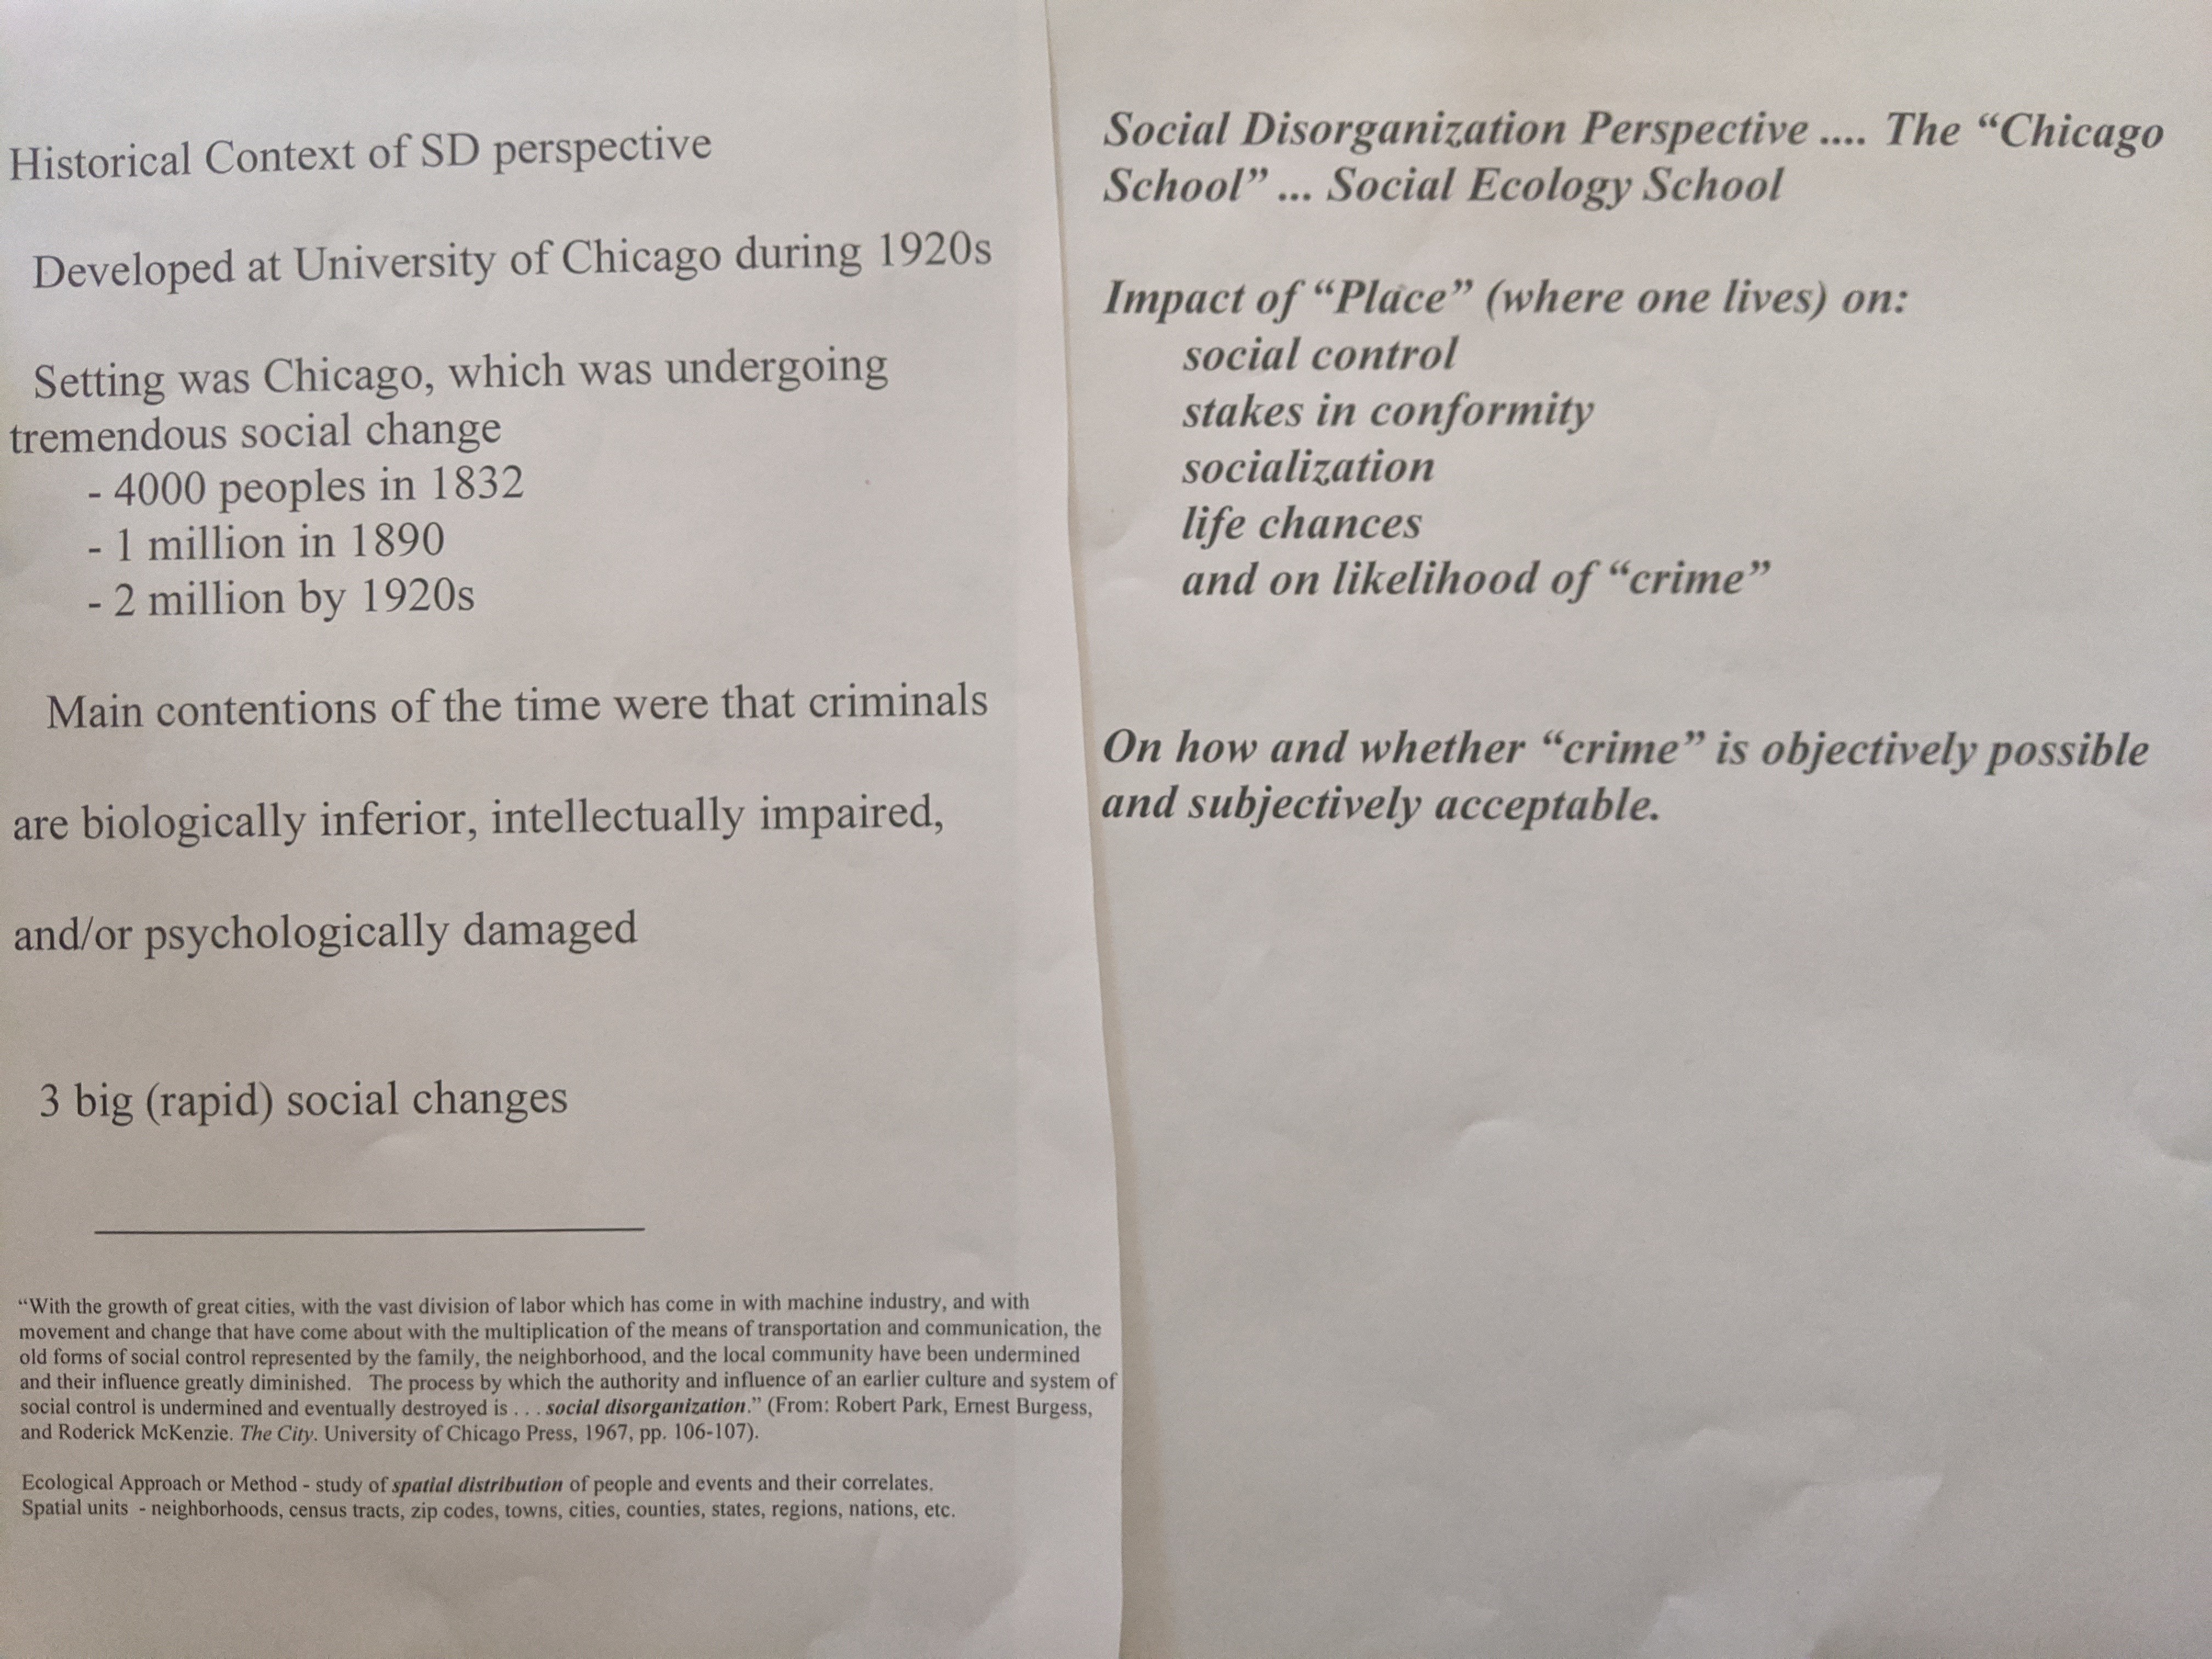 Historical Context of SD perspective
Developed at University of Chicago during 1920s
Setting was Chicago, which was undergoing
tremendous social change
- 4000 peoples in 1832
- 1 million in 1890
- 2 million by 1920s
Main contentions of the time were that criminals
are biologically inferior, intellectually impaired,
and/or psychologically damaged
3 big (rapid) social changes
“With the growth of great cities, with the vast division of labor which has come in with machine industry, and with
movement and change that have come about with the multiplication of the means of transportation and communication, the
old forms of social control represented by the family, the neighborhood, and the local community have been undermined
and their influence greatly diminished. The process by which the authority and influence of an earlier culture and system of
social control is undermined and eventually destroyed is . . . social disorganization.” (From: Robert Park, Ernest Burgess,
and Roderick McKenzie. The City. University of Chicago Press, 1967, pp. 106-107).
Ecological Approach or Method - study of spatial distribution of people and events and their correlates.
Spatial units - neighborhoods, census tracts, zip codes, towns, cities, counties, states, regions, nations, etc.
Social Disorganization Perspective .... The “Chicago
School” ... Social Ecology School
Impact of “Place” (where one lives) on:
social control
stakes in conformity
socialization
life chances
and on likelihood of “crime”
On how and whether “crime” is objectively possible
and subjectively acceptable.